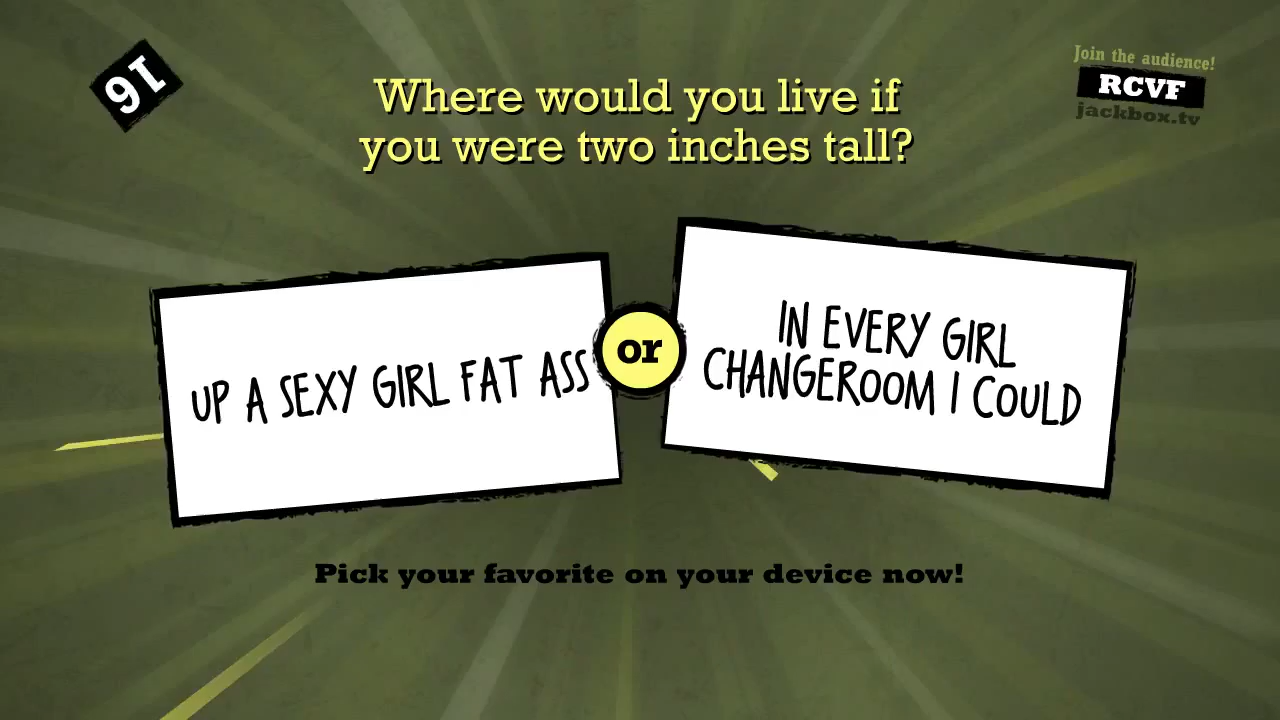 16
Join the audience!
RCVF
jackbox.tv
Where would you live if
you were two inches tall?
UP A SEXY GIRL FAT ASS
or
IN EVERY GIRL
CHANGEROOM I COULD
Pick your favorite on your device now!